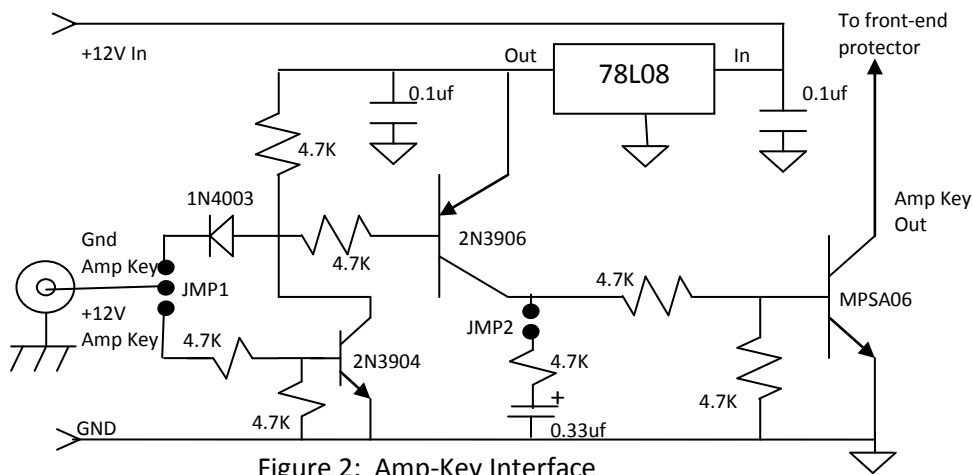 To front-end
protector
+12V In
Out
78L08
In
0.1uf
0.1uf
4.7K
1N4003
Amp Key
Out
Gnd
Amp Key
4.7K
2N3906
JMP1
4.7K
MPSA06
+12V
Amp Key
JMP2
4.7K
2N3904
4.7K
4.7K
4.7K
+
0.33uf
GND
Figure 2: Amp-Key Interface